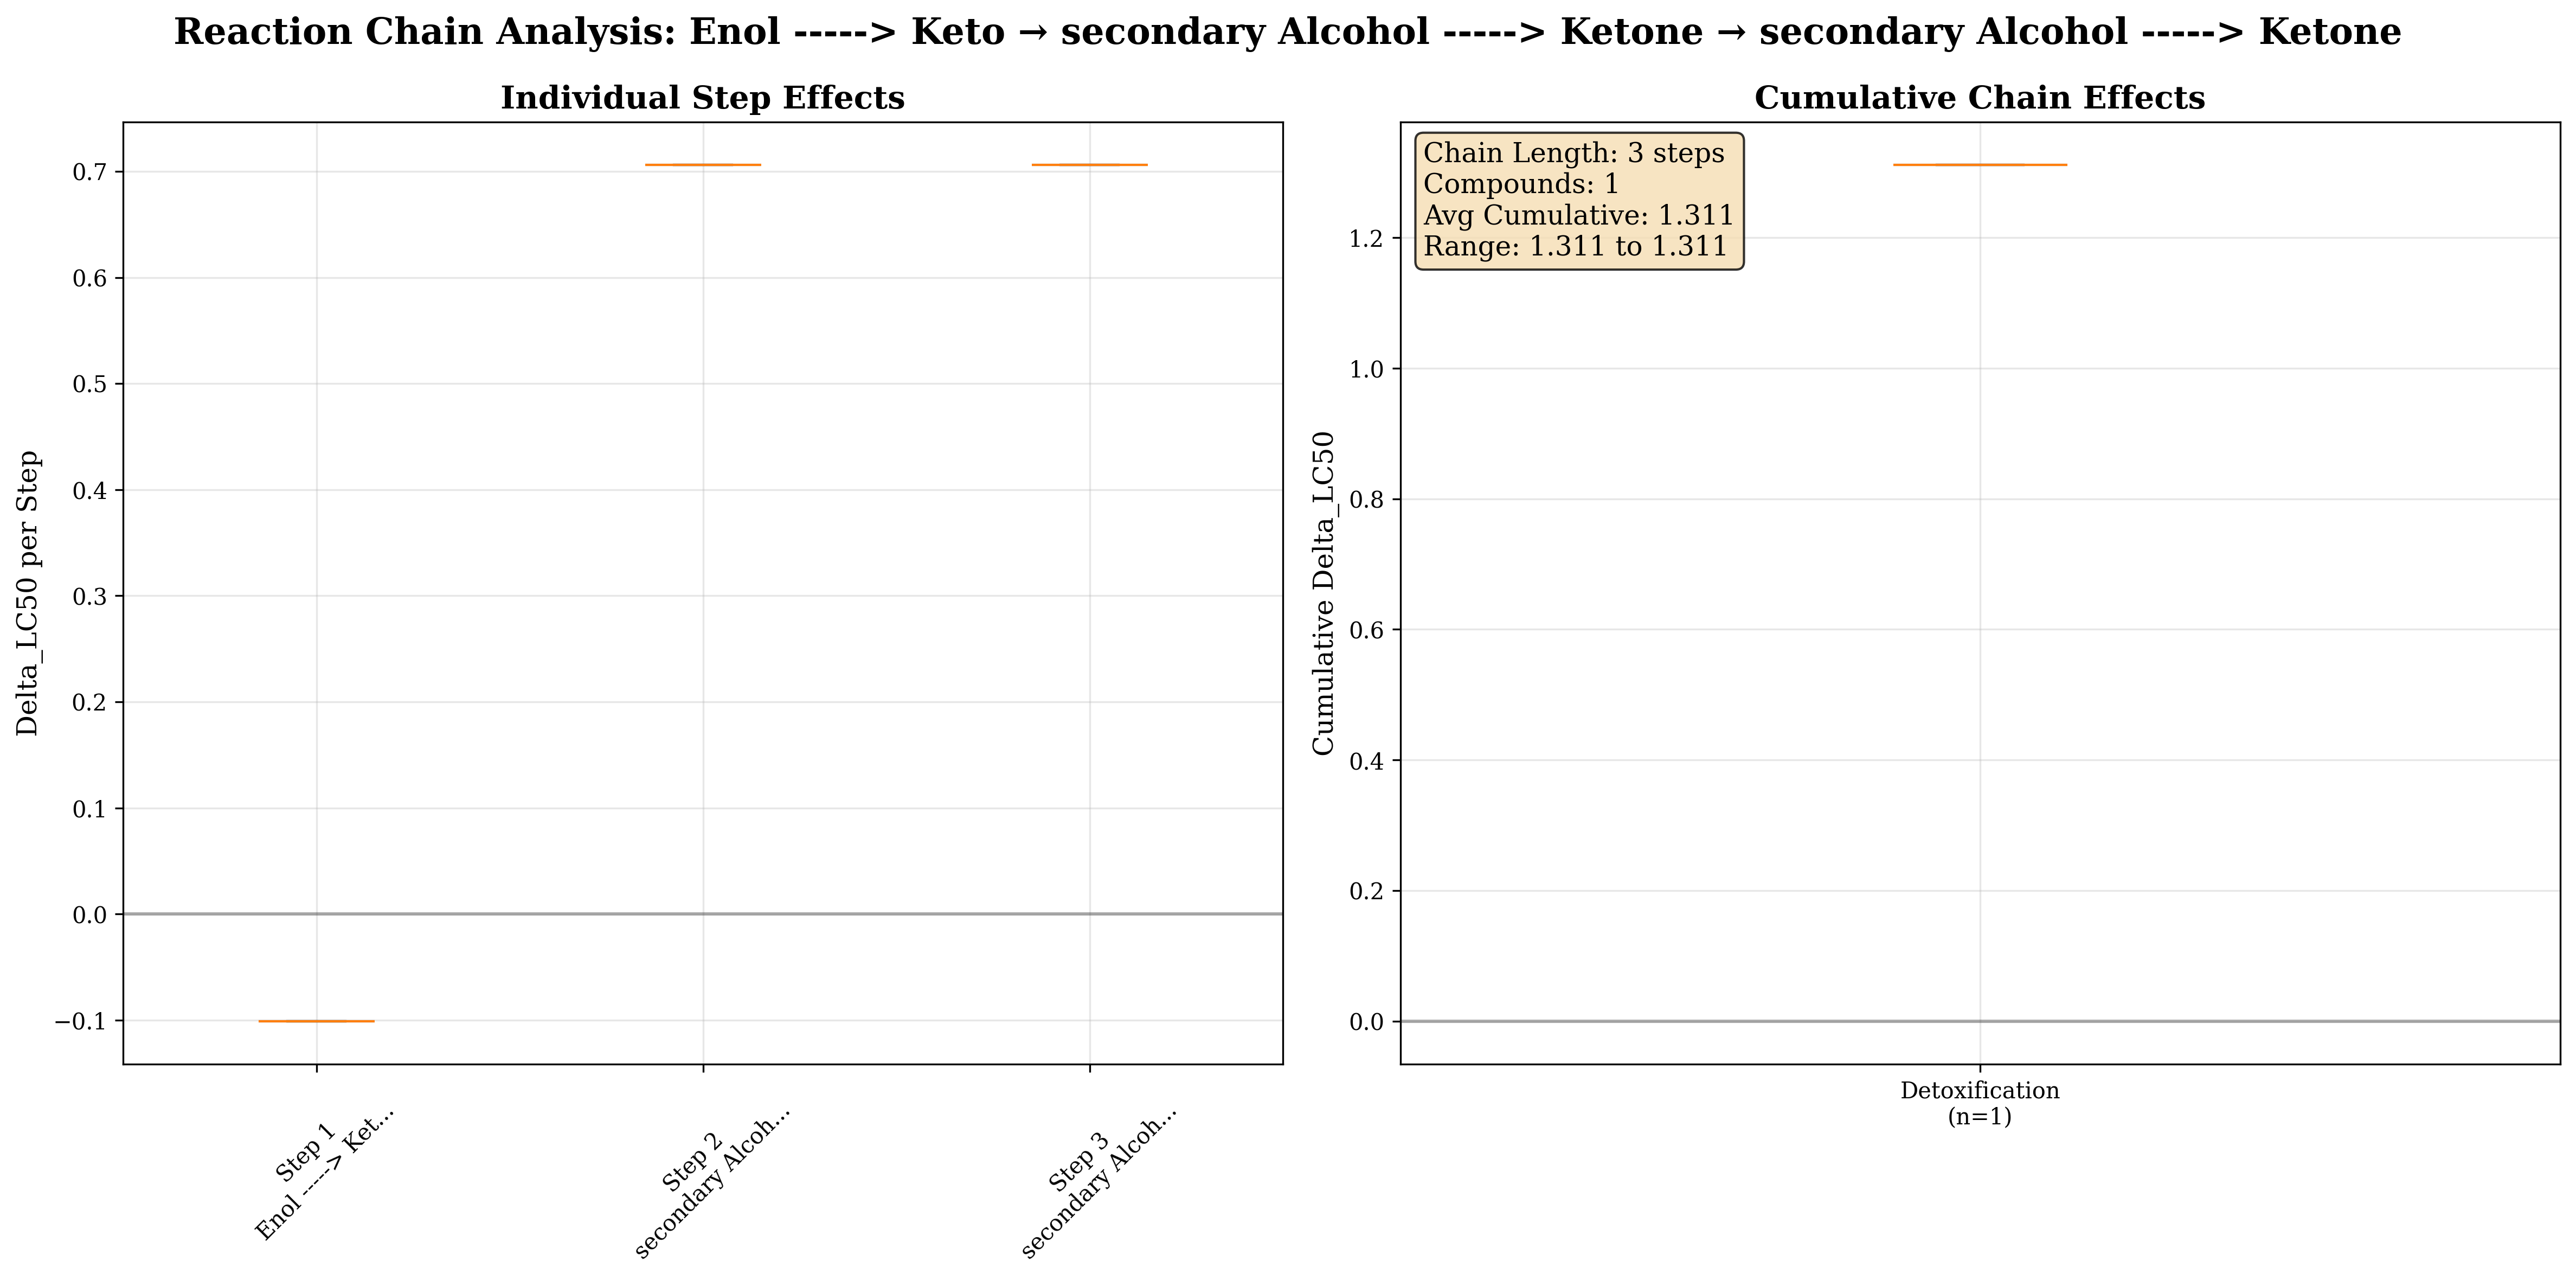 Reaction Chain Analysis: Enol -----> Keto → secondary Alcohol -----> Ketone → secondary Alcohol -----> Ketone
Individual Step Effects
Delta_LC50 per Step
0.7
0.6
0.5
0.4
0.3
0.2
0.1
0.0
−0.1
Step 1
Enol -----> Ket...
Step 2
secondary Alcoh...
Step 3
secondary Alcoh...
Cumulative Chain Effects
Chain Length: 3 steps
Compounds: 1
Avg Cumulative: 1.311
Range: 1.311 to 1.311
Cumulative Delta_LC50
1.2
1.0
0.8
0.6
0.4
0.2
0.0
Detoxification
(n=1)